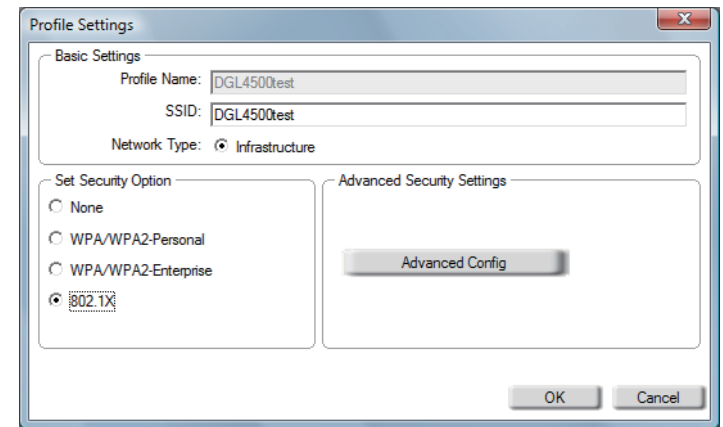 Profile Settings
Basic Settings
Profile Name: DGL4500test
SSID: DGL4500test
Network Type: Infrastructure
Set Security Option
None
WPA/WPA2-Personal
WPA/WPA2-Enterprise
802.1X
Advanced Security Settings
Advanced Config
OK Cancel